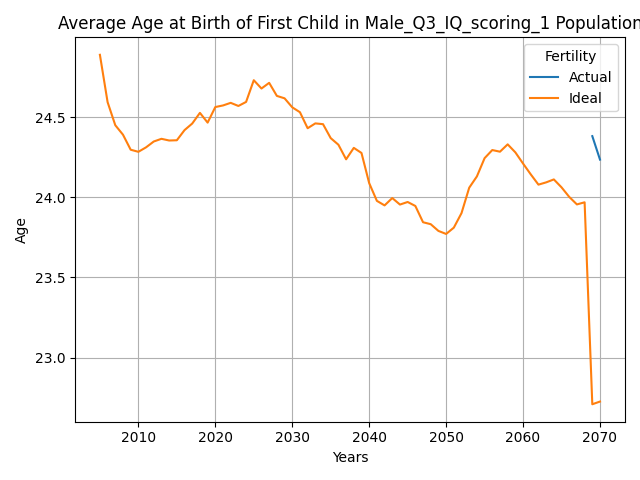 Average Age at Birth of First Child in Male_Q3_IQ_scoring_1 Population
Fertility
Actual
Ideal
24.5
24.0
23.5
23.0
Age
2010 2020 2030 2040 2050 2060 2070
Years